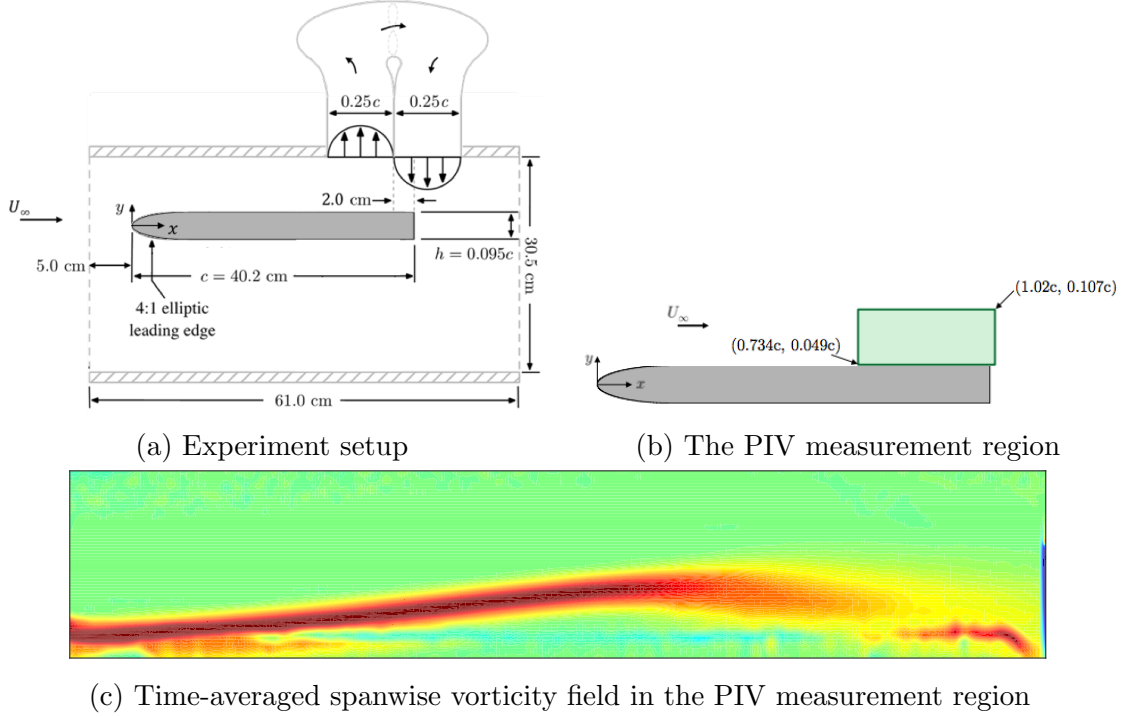 0.25c 0.25c
U∞
y
x
2.0 cm
5.0 cm
c = 40.2 cm
h = 0.095c
30.5 cm
4:1 elliptic
leading edge
61.0 cm
(a) Experiment setup
(1.02c, 0.107c)
U∞
(0.734c, 0.049c)
y
x
(b) The PIV measurement region
(c) Time-averaged spanwise vorticity field in the PIV measurement region